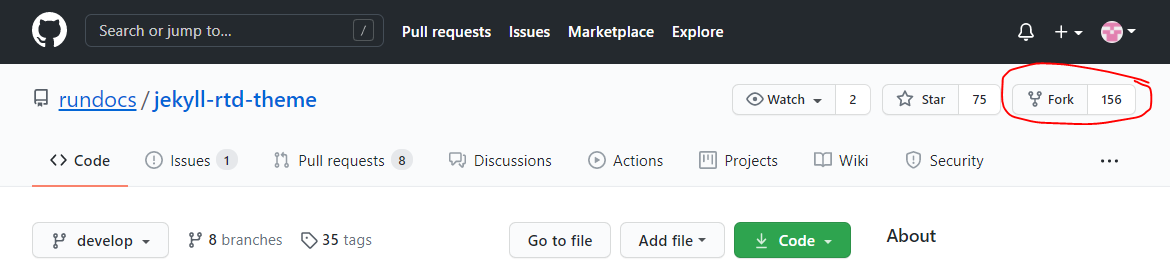 Search or jump to... / Pull requests Issues Marketplace Explore
rundocs / jekyll-rtd-theme Watch 2 Star 75 Fork 156
Code Issues 1 Pull requests 8 Discussions Actions Projects Wiki Security ...
develop 8 branches 35 tags Go to file Add file Code About